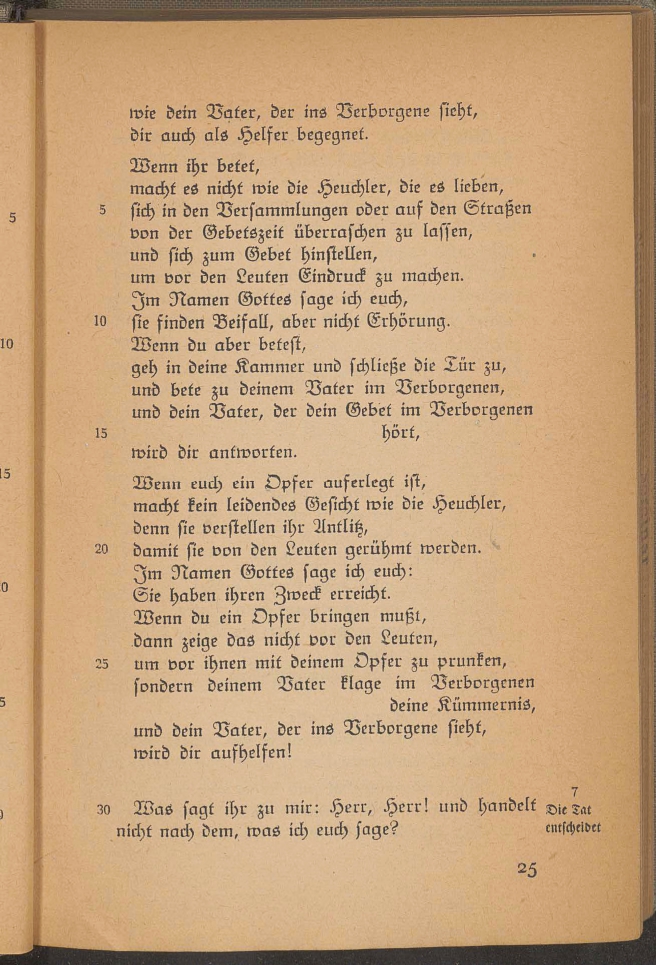 wie dein Vater, der ins Verborgene sieht,
dir auch als Helfer begegnet.
Wenn ihr betet,
macht es nicht wie die Heuchler, die es lieben,
5 sich in den Versammlungen oder auf den Straßen
von der Gebetszeit überraschen zu lassen,
und sich zum Gebet hinstellen,
um vor den Leuten Eindruck zu machen.
Im Namen Gottes sage ich euch,
10 sie finden Beifall, aber nicht Erhörung.
Wenn du aber betest,
geh in deine Kammer und schließe die Tür zu,
und bete zu deinem Vater im Verborgenen,
und dein Vater, der dein Gebet im Verborgenen
15 hört,
wird dir antworten.
Wenn euch ein Opfer auferlegt ist,
macht kein leidendes Gesicht wie die Heuchler,
denn sie verstellen ihr Antlitz,
20 damit sie von den Leuten gerühmt werden.
Im Namen Gottes sage ich euch:
Sie haben ihren Zweck erreicht.
Wenn du ein Opfer bringen mußt,
dann zeige das nicht vor den Leuten,
25 um vor ihnen mit deinem Opfer zu prunken,
sondern deinem Vater klage im Verborgenen
deine Kümmernis,
und dein Vater, der ins Verborgene sieht,
wird dir aufhelfen!
30 Was sagt ihr zu mir: Herr, Herr! und handelt
nicht nach dem, was ich euch sage?
7
Die Tat
entscheidet
25
5
10
15